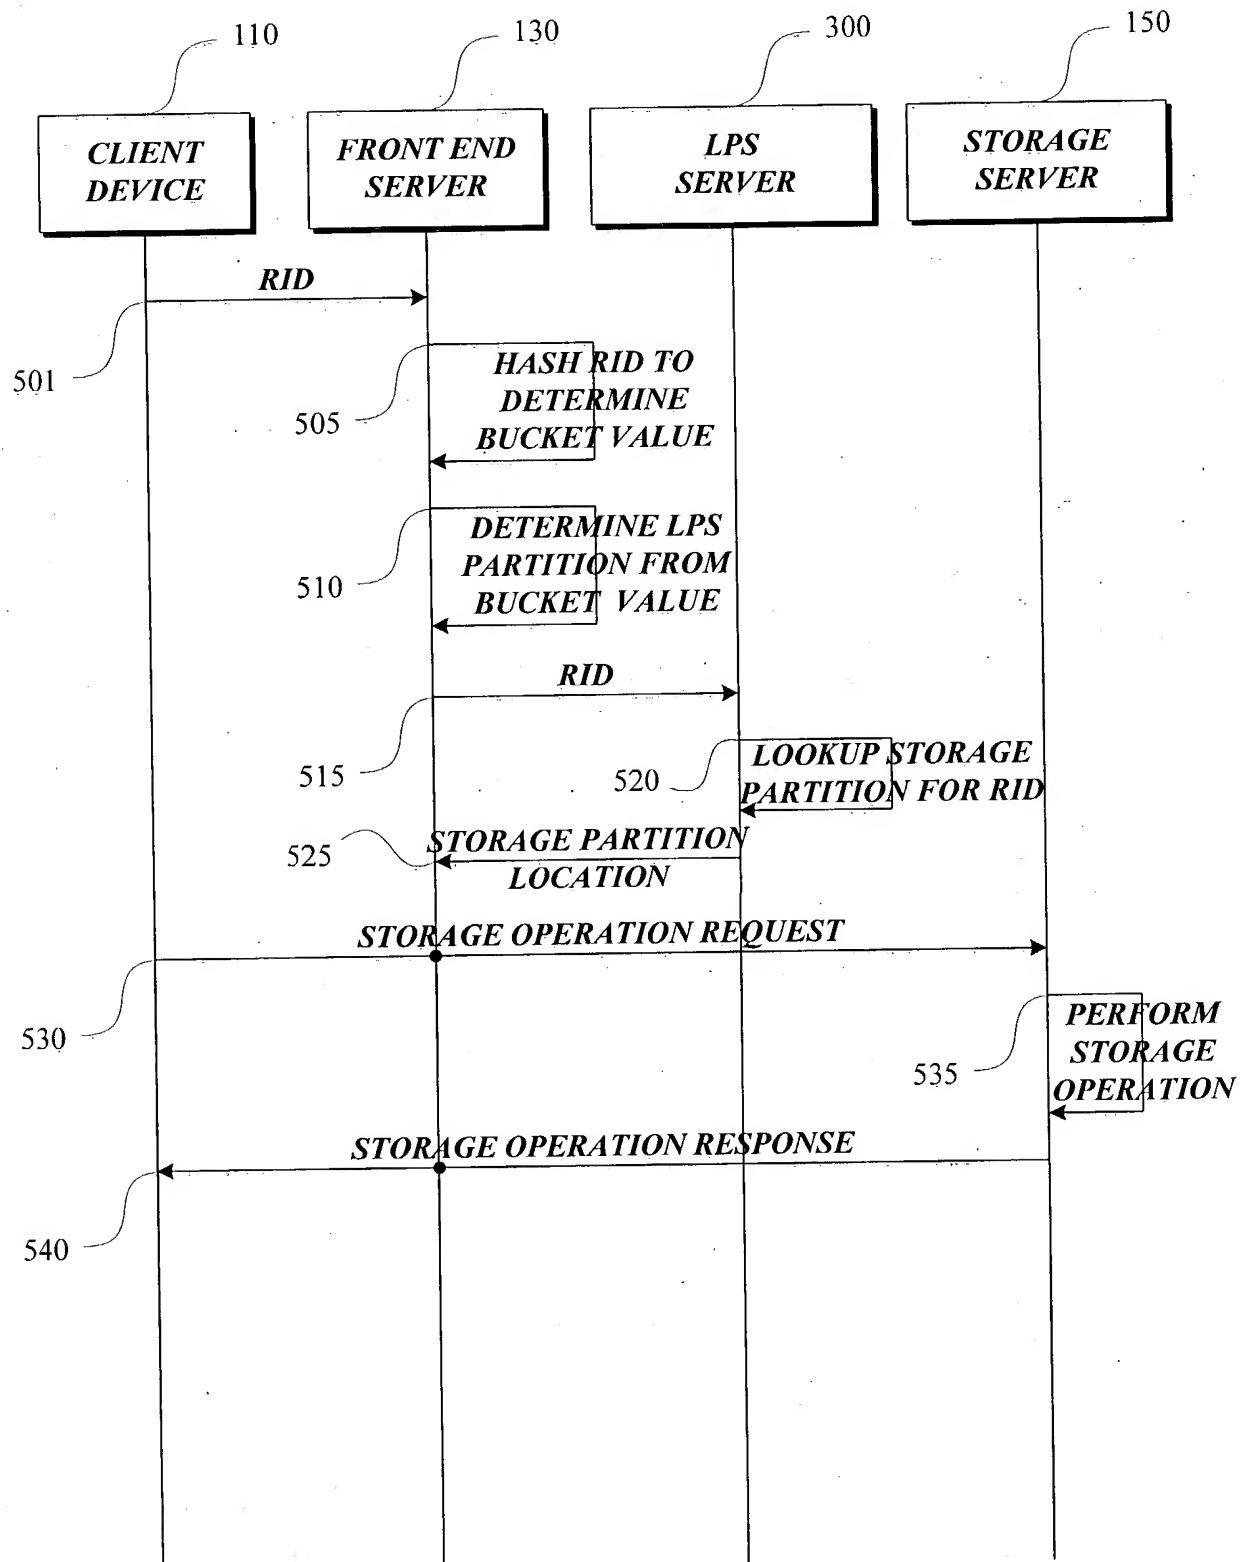 110
130
300
150
CLIENT
DEVICE
FRONT END
SERVER
LPS
SERVER
STORAGE
SERVER
RID
501
HASH RID TO
DETERMINE
BUCKET VALUE
505
DETERMINE LPS
PARTITION FROM
BUCKET VALUE
510
RID
515
LOOKUP STORAGE
PARTITION FOR RID
520
STORAGE PARTITION
LOCATION
525
STORAGE OPERATION REQUEST
530
PERFORM
STORAGE
OPERATION
535
STORAGE OPERATION RESPONSE
540